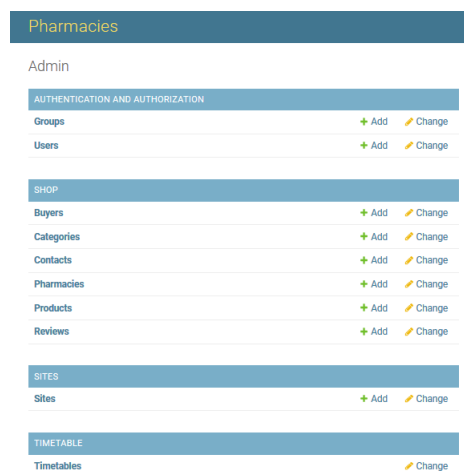 Pharmacies
Admin
AUTHENTICATION AND AUTHORIZATION
Groups Add Change
Users Add Change
SHOP
Buyers Add Change
Categories Add Change
Contacts Add Change
Pharmacies Add Change
Products Add Change
Reviews Add Change
SITES
Sites Add Change
TIMETABLE
Timetables Change